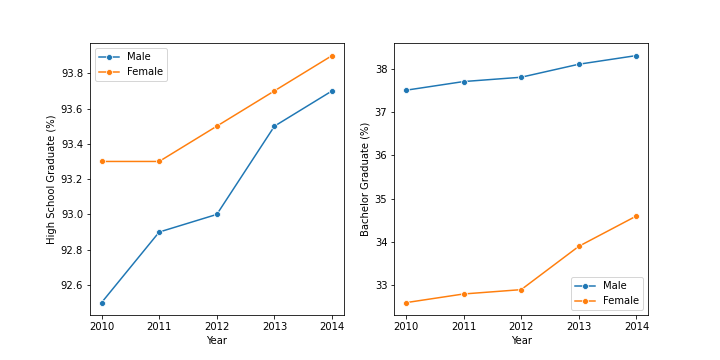 Male
Female
93.8
93.6
93.4
93.2
93.0
92.8
92.6
High School Graduate (%)
2010 2011 2012 2013 2014
Year
38
37
36
35
34
33
Bachelor Graduate (%)
Male
Female
2010 2011 2012 2013 2014
Year